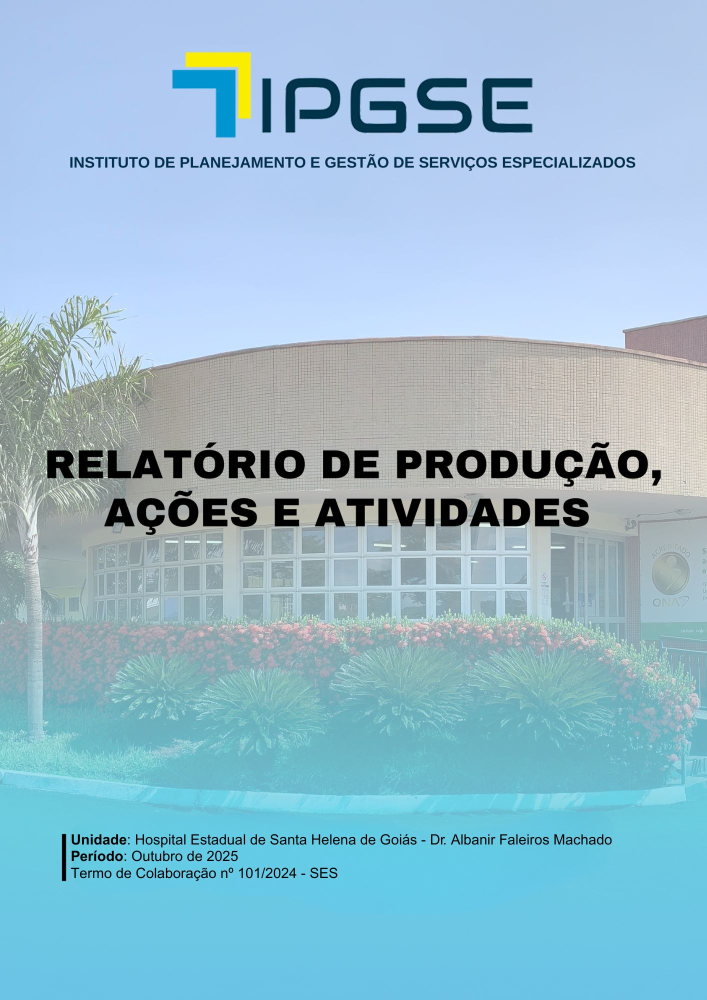 IPGSE
INSTITUTO DE PLANEJAMENTO E GESTÃO DE SERVIÇOS ESPECIALIZADOS
RELATÓRIO DE PRODUÇÃO,
AÇÕES E ATIVIDADES
ACREDITADO
ONA
HURSO
Unidade: Hospital Estadual de Santa Helena de Goiás - Dr. Albanir Faleiros Machado
Período: Outubro de 2025
Termo de Colaboração nº 101/2024 - SES